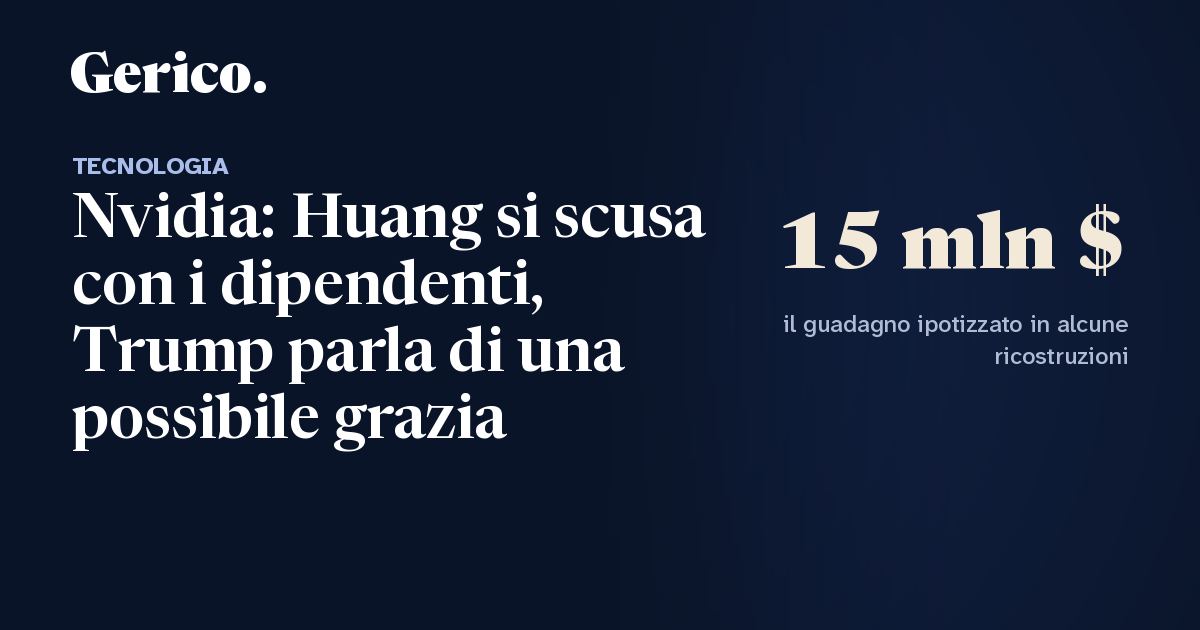 Gerico.
TECNOLOGIA
Nvidia: Huang si scusa
con i dipendenti,
Trump parla di una
possibile grazia
15 mln $
il guadagno ipotizzato in alcune
ricostruzioni